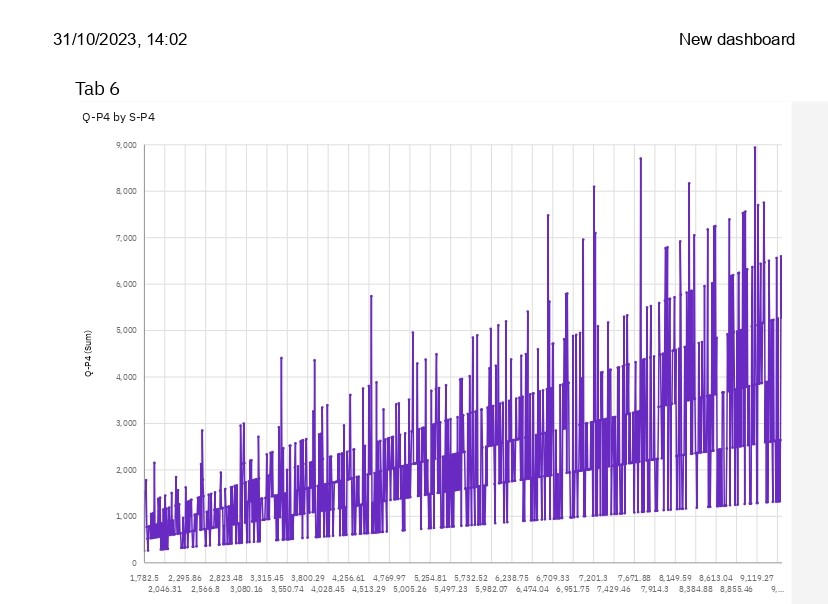 31/10/2023, 14:02 New dashboard
Tab 6
Q-P4 by S-P4
9,000
8,000
7,000
6,000
5,000
4,000
3,000
2,000
1,000
0
Q-P4 (Sum)
1,782.5 2,295.86 2,823.48 3,315.45 3,800.29 4,256.61 4,769.97 5,254.81 5,732.52 6,238.75 6,709.33 7,201.3 7,671.88 8,149.59 8,613.04 9,119.27
2,046.31 2,566.8 3,080.16 3,550.74 4,028.45 4,513.29 5,005.26 5,497.23 5,982.07 6,474.04 6,951.75 7,429.46 7,914.3 8,384.88 8,855.46 9,...